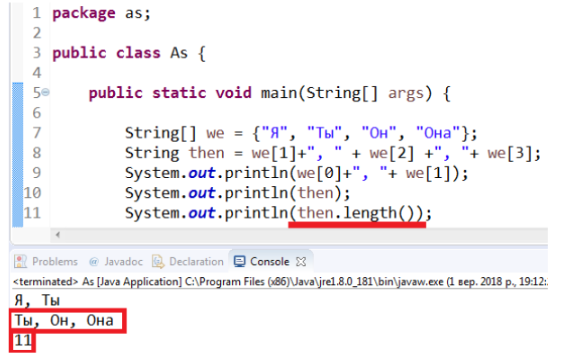 1 package as;
2
3 public class As {
4
5 public static void main(String[] args) {
6
7 String[] we = {"Я", "Ты", "Он", "Она"};
8 String then = we[1]+", " + we[2] +", "+ we[3];
9 System.out.println(we[0]+", "+ we[1]);
10 System.out.println(then);
11 System.out.println(then.length());
Problems @ Javadoc Declaration Console
<terminated> As [Java Application] C:\Program Files (x86)\Java\jre1.8.0_181\bin\javaw.exe (1 вер. 2018 р., 19:12:
Я, Ты
Ты, Он, Она
11